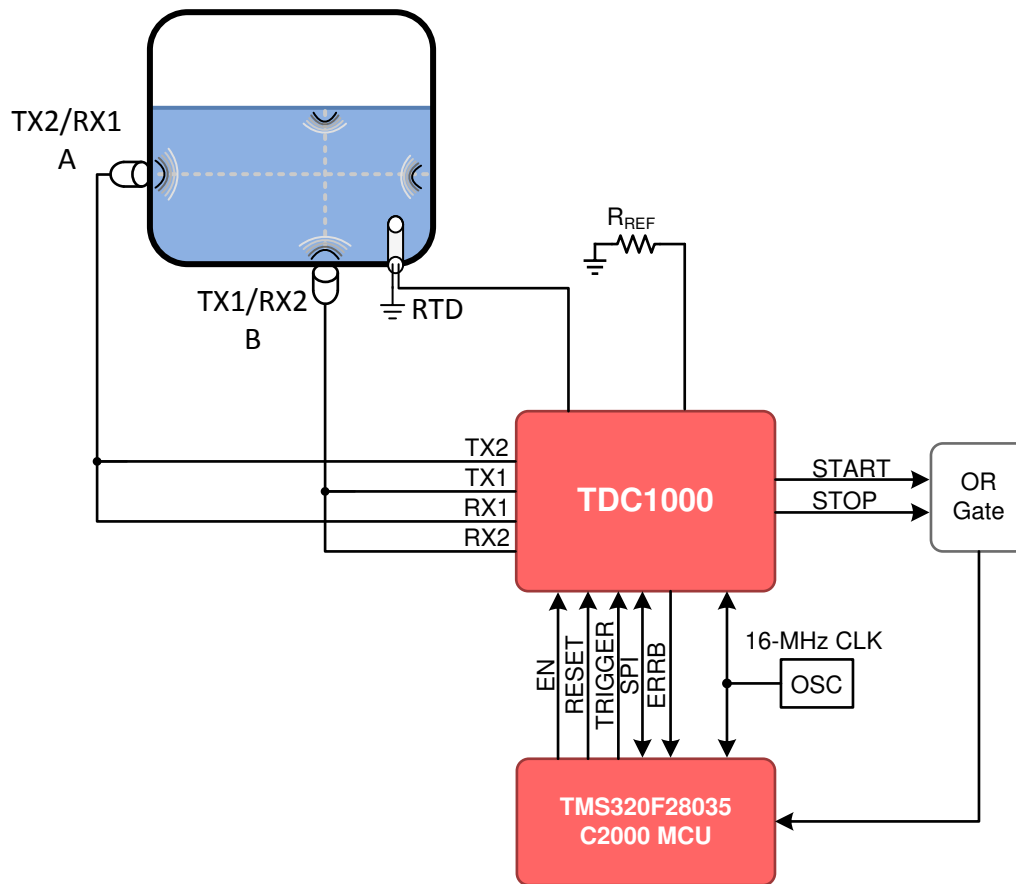 TX2/RX1
A
TX1/RX2
B
RTD
RREF
TX2
TX1
RX1
RX2
TDC1000
START
STOP
OR
Gate
EN
RESET
TRIGGER
SPI
ERRB
16-MHz CLK
OSC
TMS320F28035
C2000 MCU